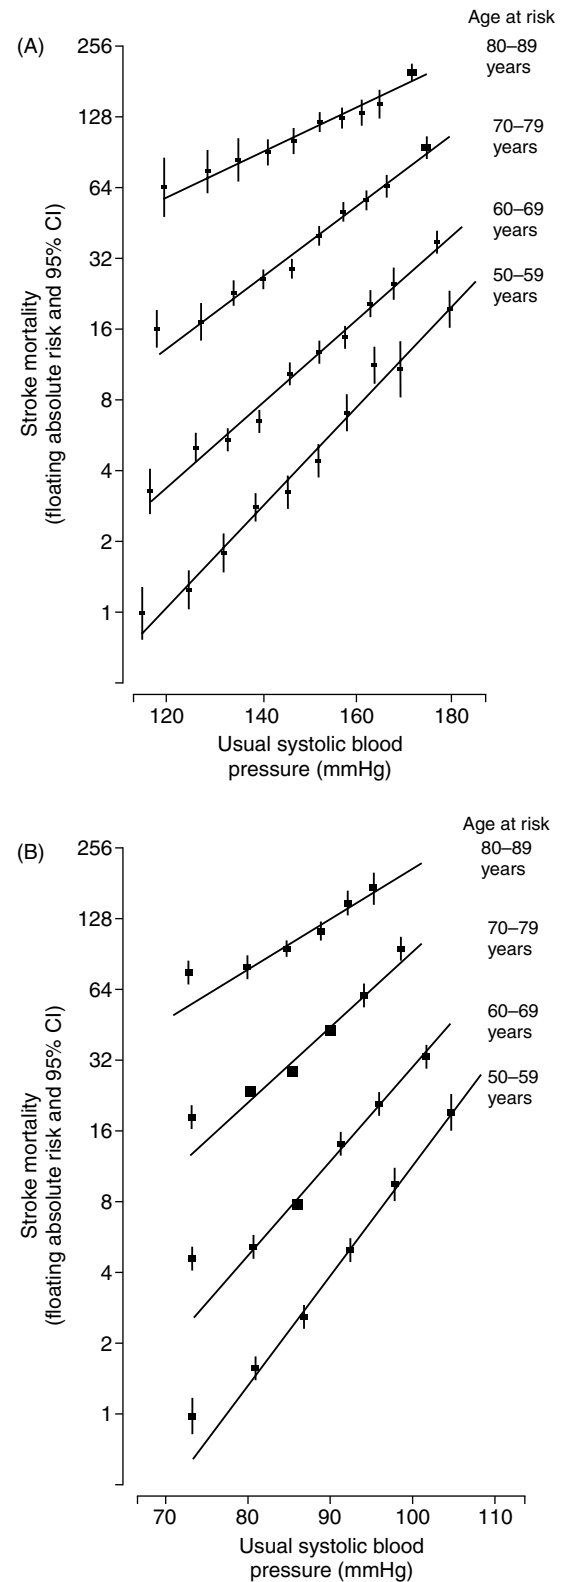 (A)
Age at risk
80–89
years
70–79
years
60–69
years
50–59
years
256
128
64
32
16
8
4
2
1
Stroke mortality
(floating absolute risk and 95% CI)
120 140 160 180
Usual systolic blood
pressure (mmHg)
(B)
Age at risk
80–89
years
70–79
years
60–69
years
50–59
years
256
128
64
32
16
8
4
2
1
Stroke mortality
(floating absolute risk and 95% CI)
70 80 90 100 110
Usual systolic blood
pressure (mmHg)